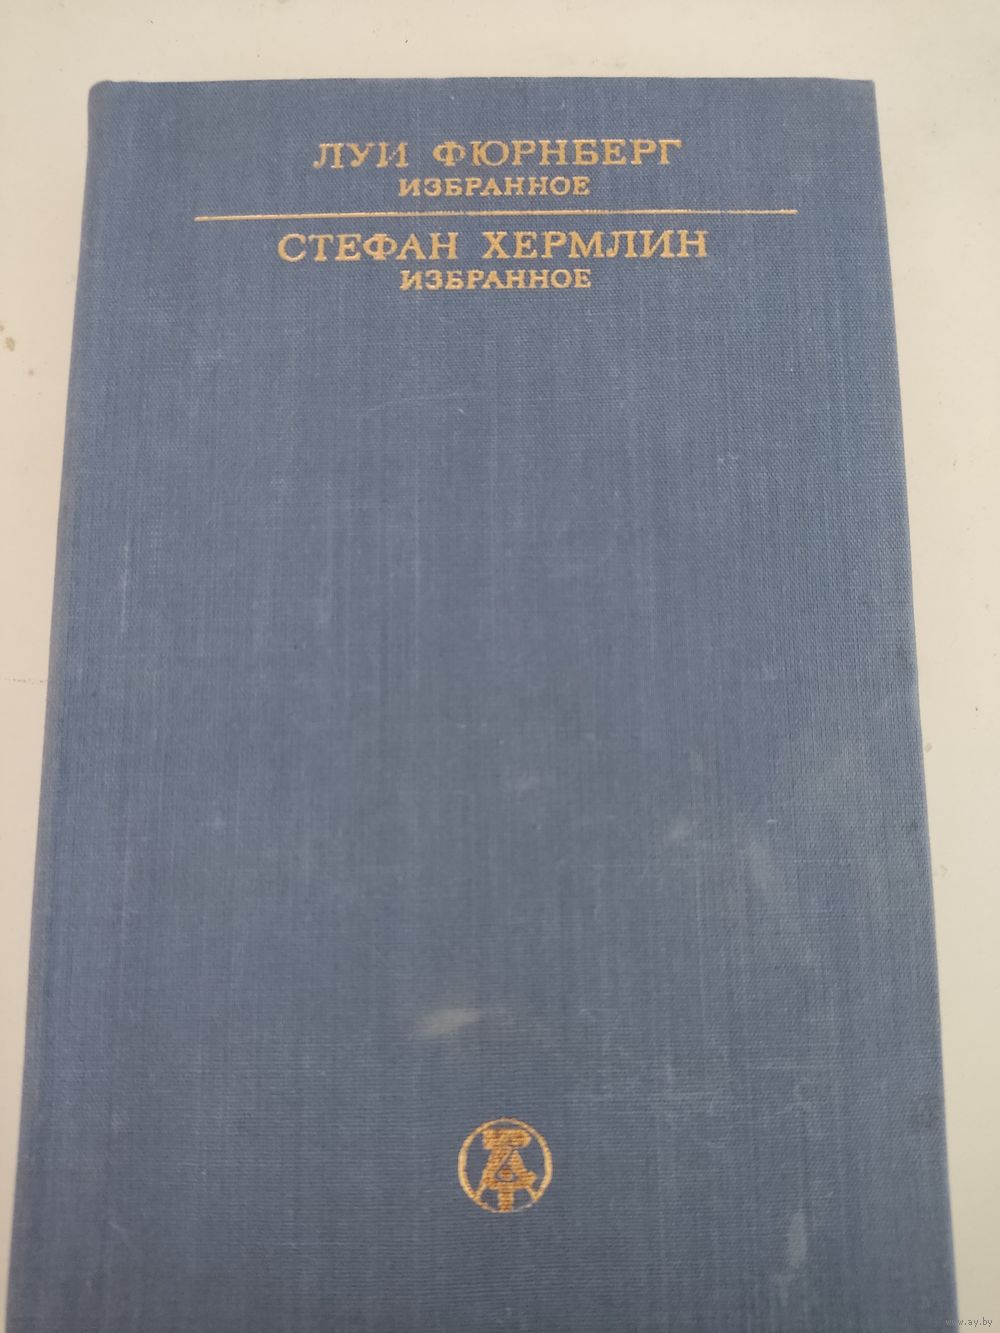 ЛУИ ФЮРНБЕРГ
ИЗБРАННОЕ
СТЕФАН ХЕРМЛИН
ИЗБРАННОЕ
www.ay.by